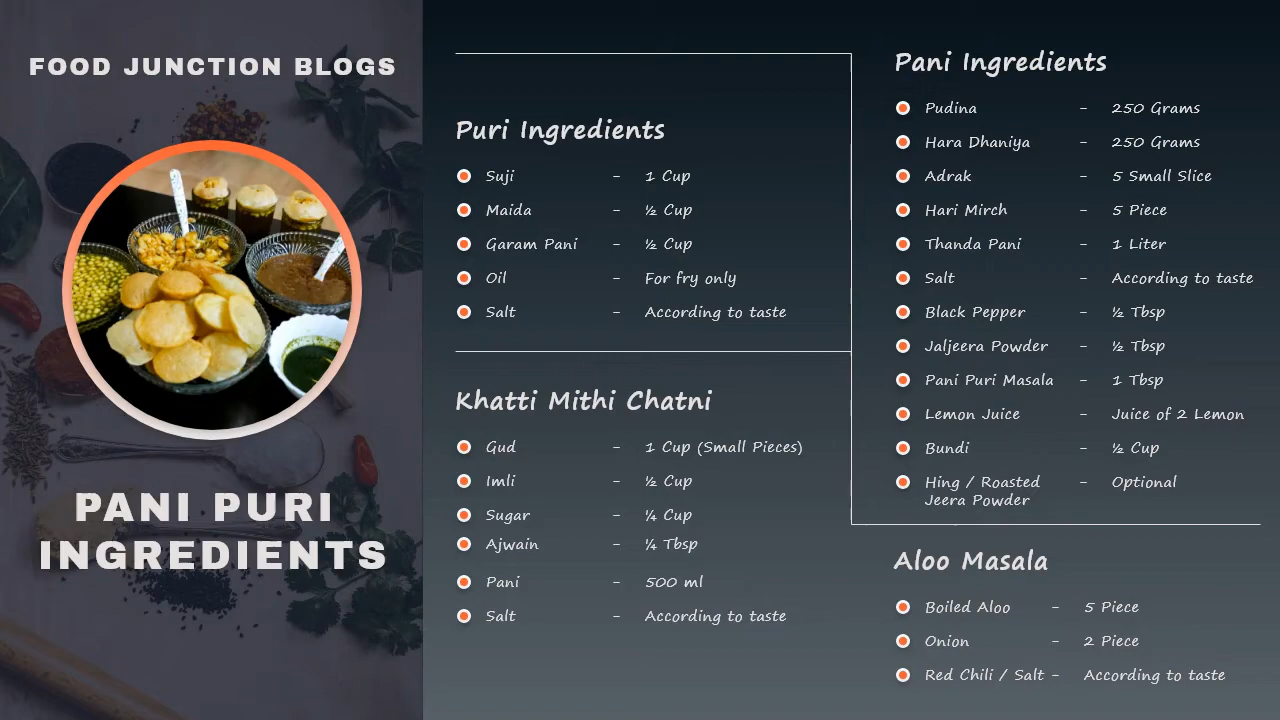 FOOD JUNCTION BLOGS
PANI PURI
INGREDIENTS
Puri Ingredients
Suji - 1 Cup
Maida - ½ Cup
Garam Pani - ½ Cup
Oil - For fry only
Salt - According to taste
Khatti Mithi Chatni
Gud - 1 Cup (Small Pieces)
Imli - ½ Cup
Sugar - ¼ Cup
Ajwain - ¼ Tbsp
Pani - 500 ml
Salt - According to taste
Pani Ingredients
Pudina - 250 Grams
Hara Dhaniya - 250 Grams
Adrak - 5 Small Slice
Hari Mirch - 5 Piece
Thanda Pani - 1 Liter
Salt - According to taste
Black Pepper - ½ Tbsp
Jaljeera Powder - ½ Tbsp
Pani Puri Masala - 1 Tbsp
Lemon Juice - Juice of 2 Lemon
Bundi - ½ Cup
Hing / Roasted - Optional
Jeera Powder
Aloo Masala
Boiled Aloo - 5 Piece
Onion - 2 Piece
Red Chili / Salt - According to taste